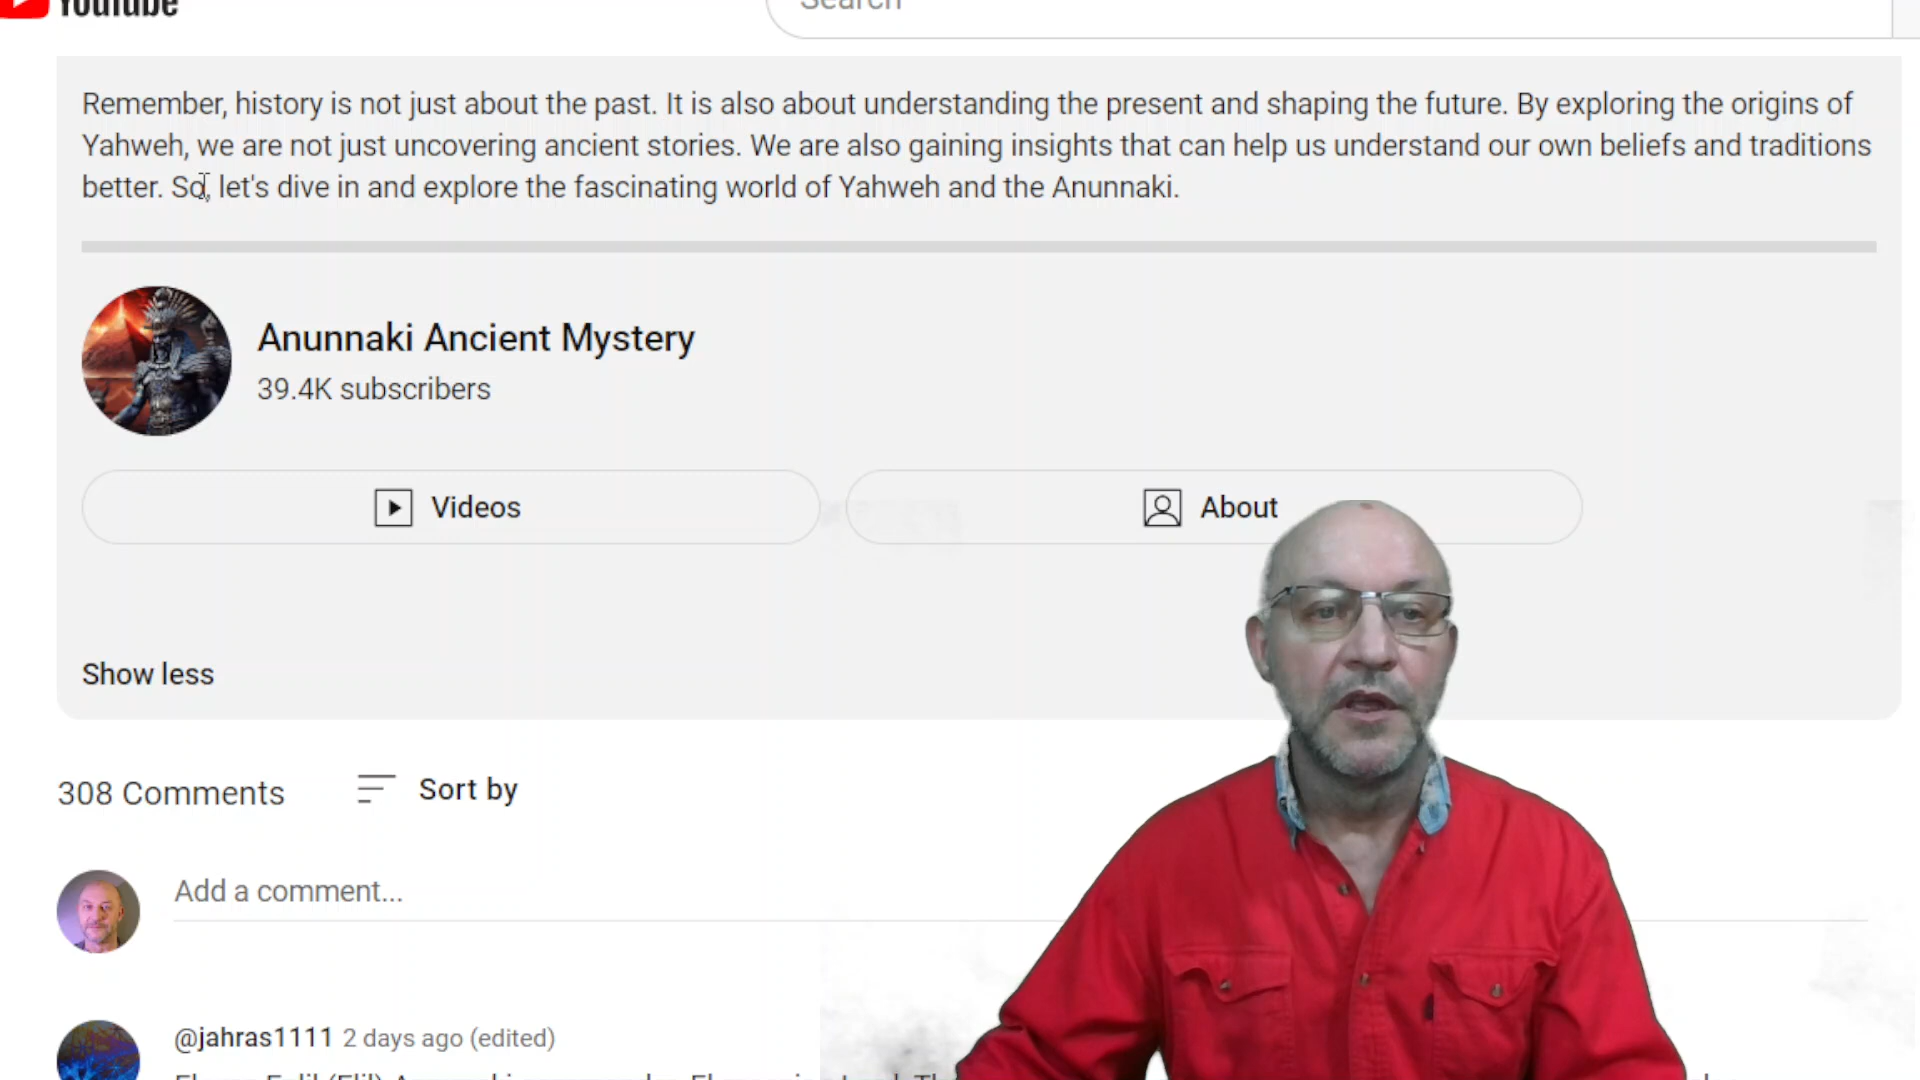 YouTube
Search
Remember, history is not just about the past. It is also about understanding the present and shaping the future. By exploring the origins of
Yahweh, we are not just uncovering ancient stories. We are also gaining insights that can help us understand our own beliefs and traditions
better. So, let's dive in and explore the fascinating world of Yahweh and the Anunnaki.
Anunnaki Ancient Mystery
39.4K subscribers
Videos
About
Show less
308 Comments
Sort by
Add a comment...
@jahras1111 2 days ago (edited)